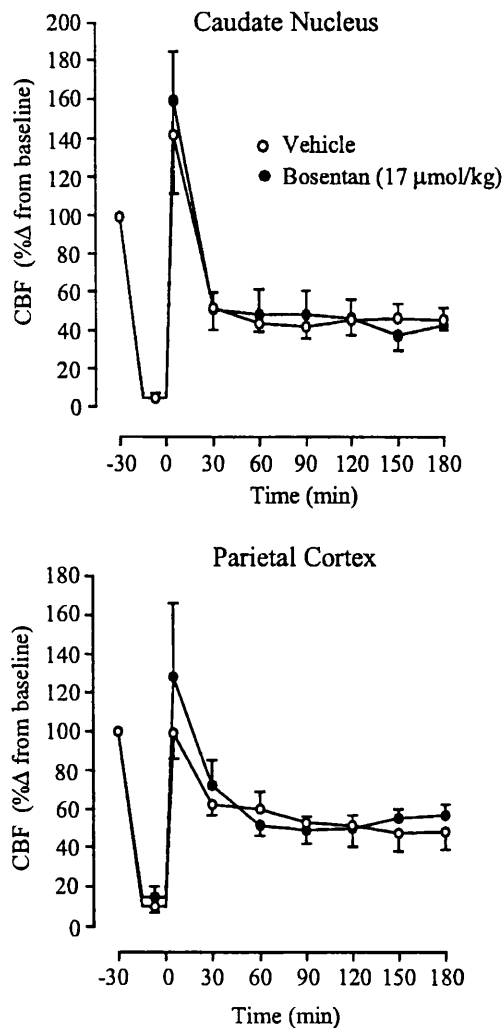 Caudate Nucleus
200
180
160
140
120
100
80
60
40
20
0
CBF (%Δ from baseline)
Vehicle
Bosentan (17 μmol/kg)
-30 0 30 60 90 120 150 180
Time (min)
Parietal Cortex
180
160
140
120
100
80
60
40
20
0
CBF (%Δ from baseline)
-30 0 30 60 90 120 150 180
Time (min)